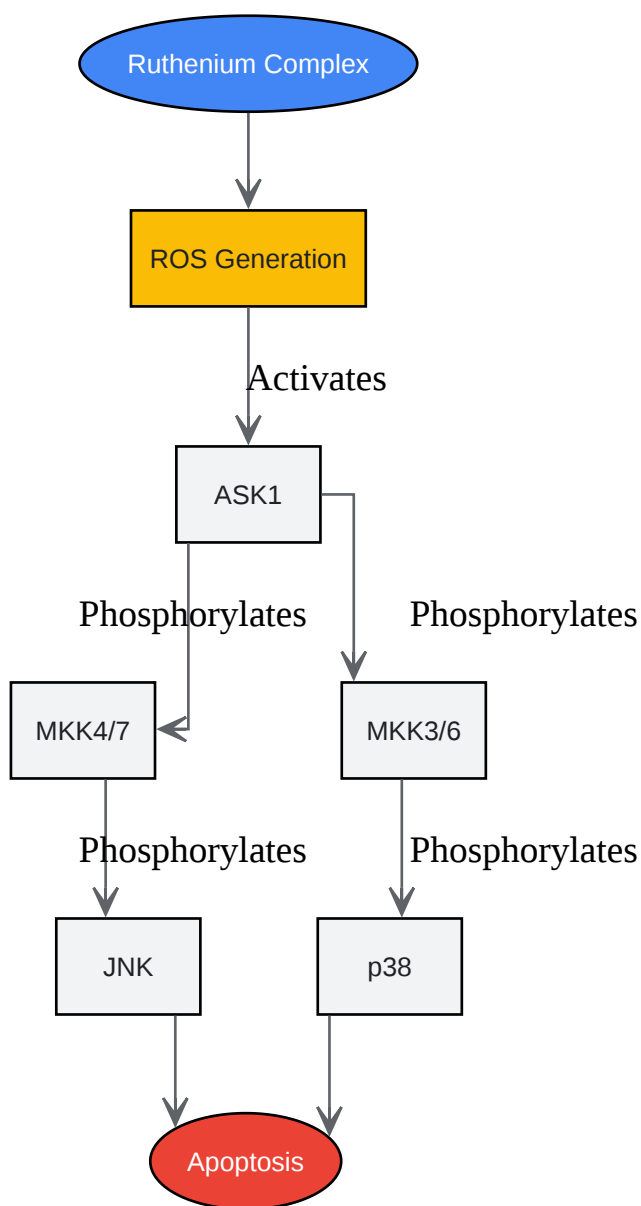 Ruthenium Complex
ROS Generation
Activates
ASK1
Phosphorylates
Phosphorylates
MKK4/7
MKK3/6
Phosphorylates
Phosphorylates
JNK
p38
Apoptosis